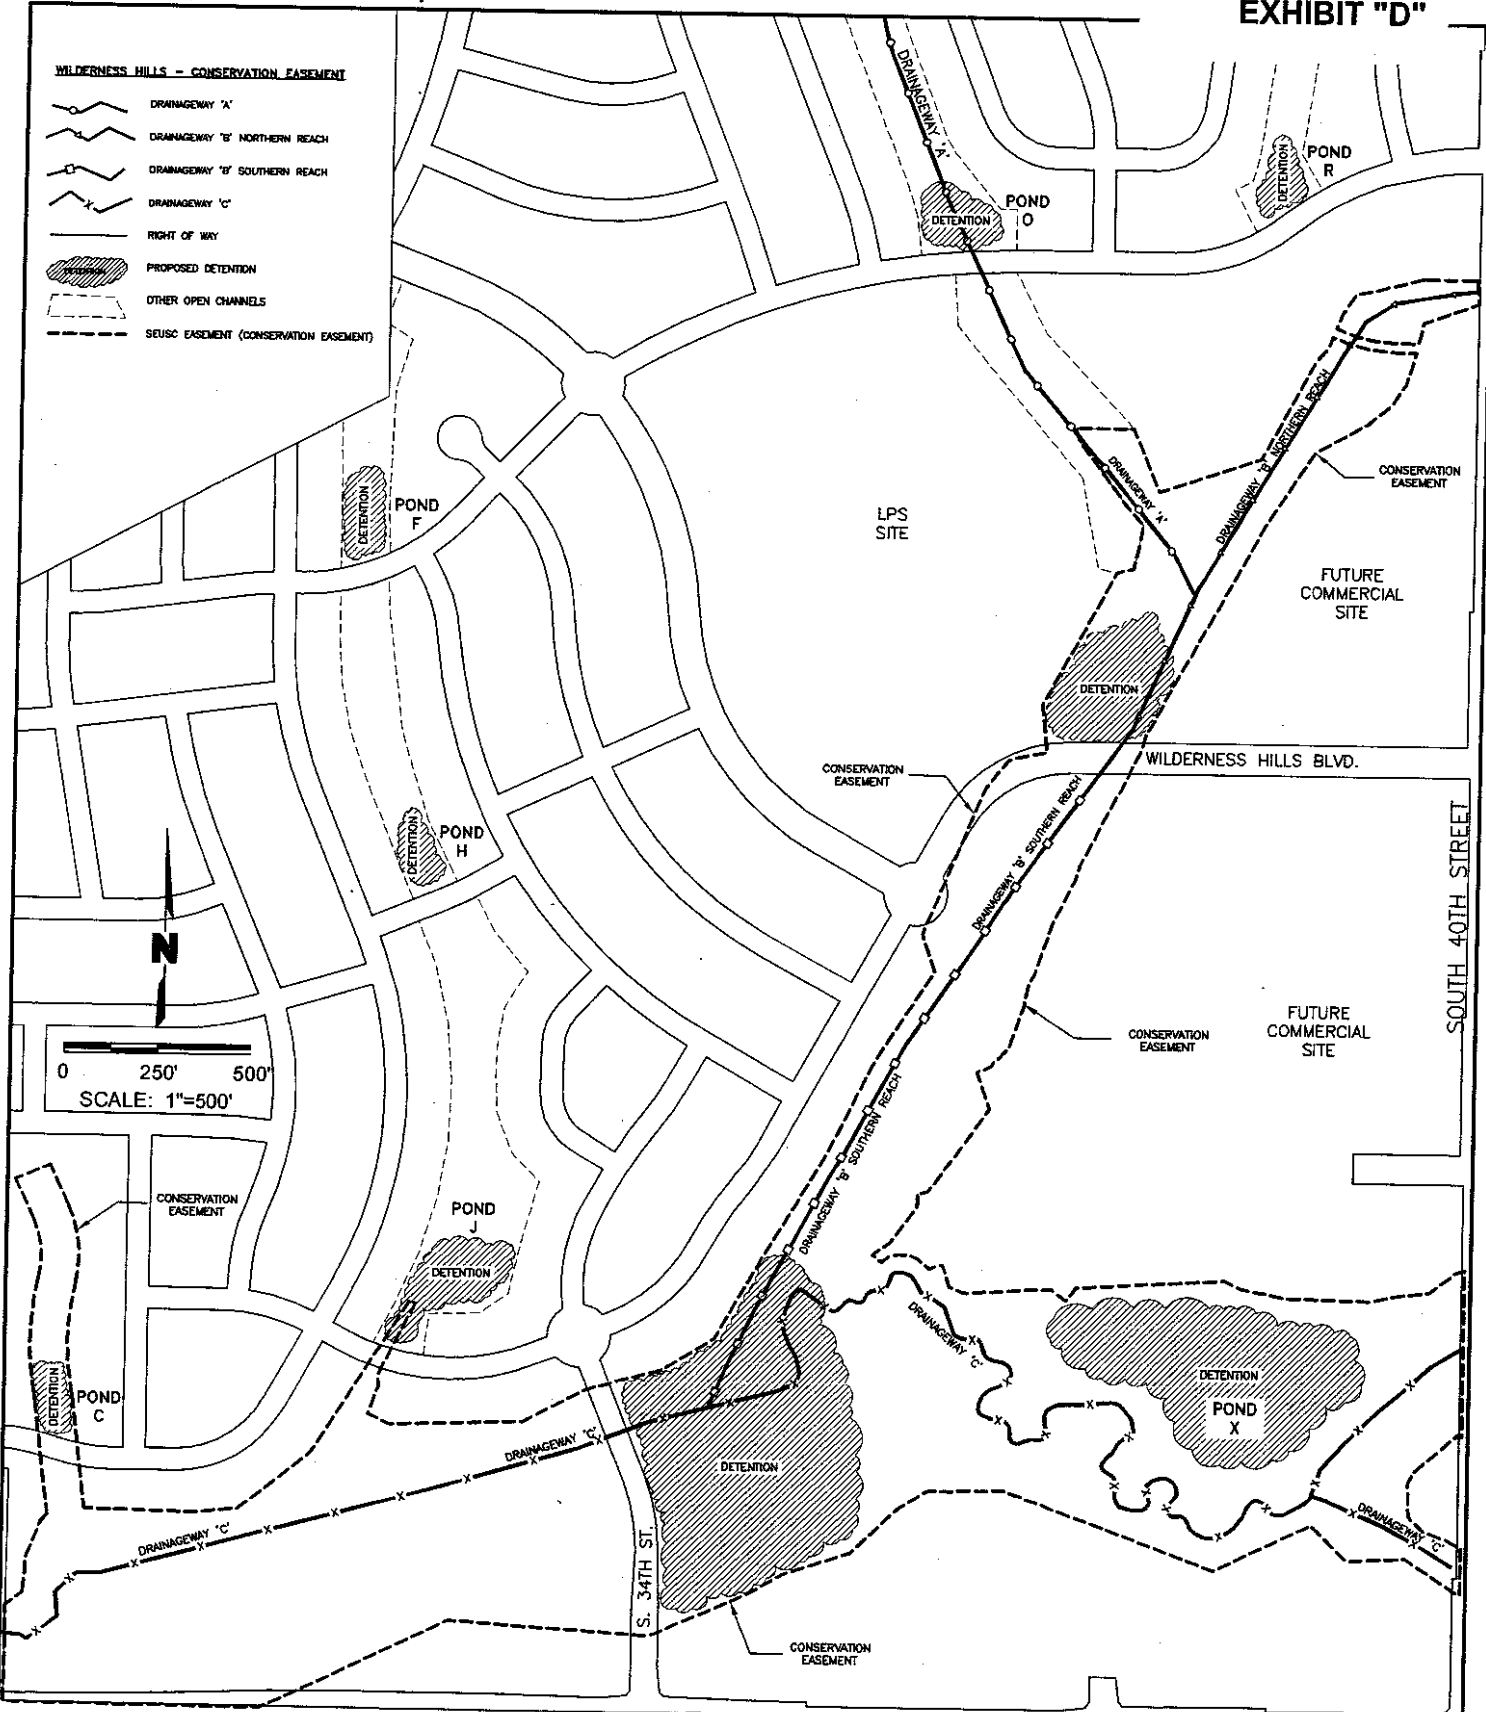 EXHIBIT "D"
WILDERNESS HILLS - CONSERVATION EASEMENT
DRAINAGEWAY 'A'
DRAINAGEWAY 'B' NORTHERN REACH
DRAINAGEWAY 'B' SOUTHERN REACH
DRAINAGEWAY 'C'
RIGHT OF WAY
DETENTION
PROPOSED DETENTION
OTHER OPEN CHANNELS
SEUSC EASEMENT (CONSERVATION EASEMENT)
DRAINAGEWAY 'A'
DETENTION
POND
O
DETENTION
POND
R
DETENTION
POND
F
LPS
SITE
DRAINAGEWAY 'A'
DRAINAGEWAY 'B' NORTHERN REACH
CONSERVATION
EASEMENT
FUTURE
COMMERCIAL
SITE
DETENTION
WILDERNESS HILLS BLVD.
CONSERVATION
EASEMENT
DRAINAGEWAY 'B' SOUTHERN REACH
SOUTH 40TH STREET
DETENTION
POND
H
N
0 250' 500'
SCALE: 1"=500'
CONSERVATION
EASEMENT
FUTURE
COMMERCIAL
SITE
DRAINAGEWAY 'B' SOUTHERN REACH
CONSERVATION
EASEMENT
POND
J
DETENTION
DETENTION
POND
C
DRAINAGEWAY 'C'
DETENTION
POND
X
DRAINAGEWAY 'C'
DETENTION
DRAINAGEWAY 'C'
DRAINAGEWAY 'C'
S. 34TH ST.
CONSERVATION
EASEMENT